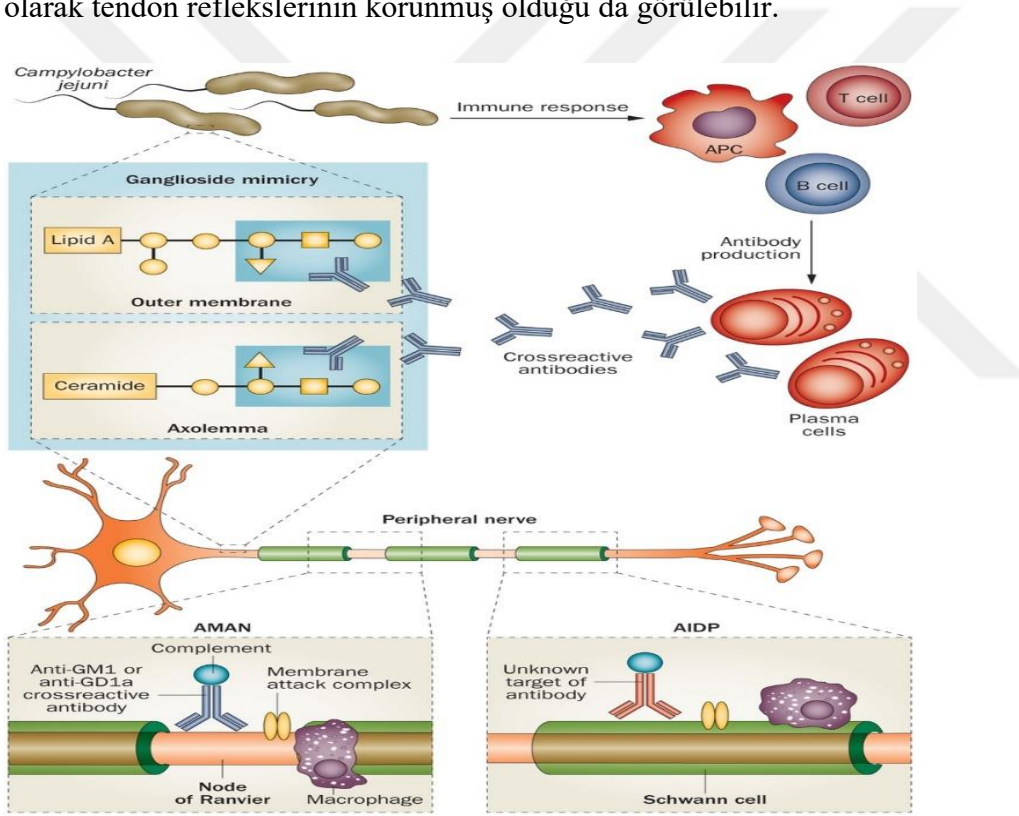 olarak tendon reflekslerinin korunmuş olduğu da görülebilir.
Campylobacter
jejuni
Immune response
T cell
APC
B cell
Ganglioside mimicry
Lipid A
Outer membrane
Antibody
production
Crossreactive
antibodies
Ceramide
Axolemma
Plasma
cells
Peripheral nerve
AMAN
Complement
Anti-GM1 or
anti-GD1a
crossreactive
antibody
Membrane
attack complex
Node
of Ranvier
Macrophage
AIDP
Unknown
target of
antibody
Schwann cell